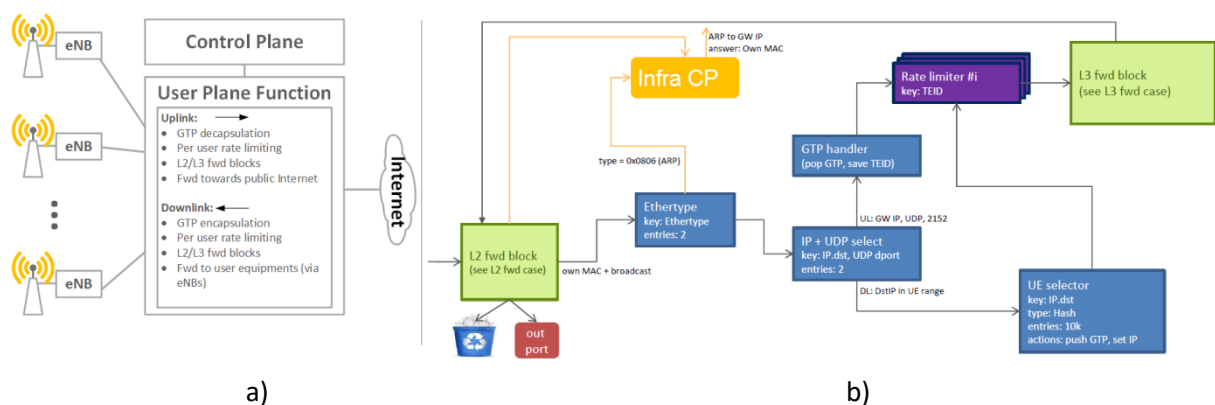 eNB
eNB
eNB
Control Plane
User Plane Function
Uplink:
• GTP decapsulation
• Per user rate limiting
• L2/L3 fwd blocks
• Fwd towards public Internet
Downlink:
• GTP encapsulation
• Per user rate limiting
• L2/L3 fwd blocks
• Fwd to user equipments (via
eNBs)
Internet
a)
ARP to GW IP
answer: Own MAC
Infra CP
Rate limiter #i
key: TEID
L3 fwd block
(see L3 fwd case)
type = 0x0806 (ARP)
GTP handler
(pop GTP, save TEID)
Ethertype
key: Ethertype
entries: 2
UL: GW IP, UDP, 2152
L2 fwd block
(see L2 fwd case)
own MAC + broadcast
IP + UDP select
key: IP.dst, UDP dport
entries: 2
DL: DstIP in UE range
UE selector
key: IP.dst
type: Hash
entries: 10k
actions: push GTP, set IP
out
port
b)